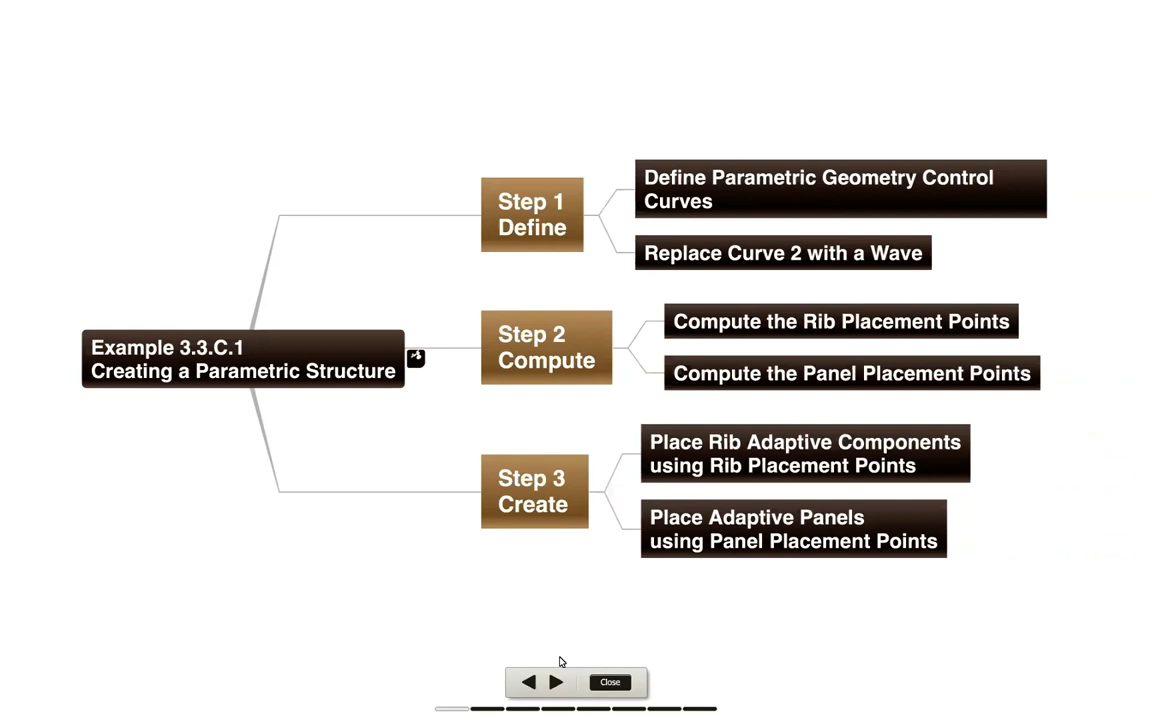 Example 3.3.C.1
Creating a Parametric Structure
Step 1
Define
Define Parametric Geometry Control
Curves
Replace Curve 2 with a Wave
Step 2
Compute
Compute the Rib Placement Points
Compute the Panel Placement Points
Step 3
Create
Place Rib Adaptive Components
using Rib Placement Points
Place Adaptive Panels
using Panel Placement Points
Close